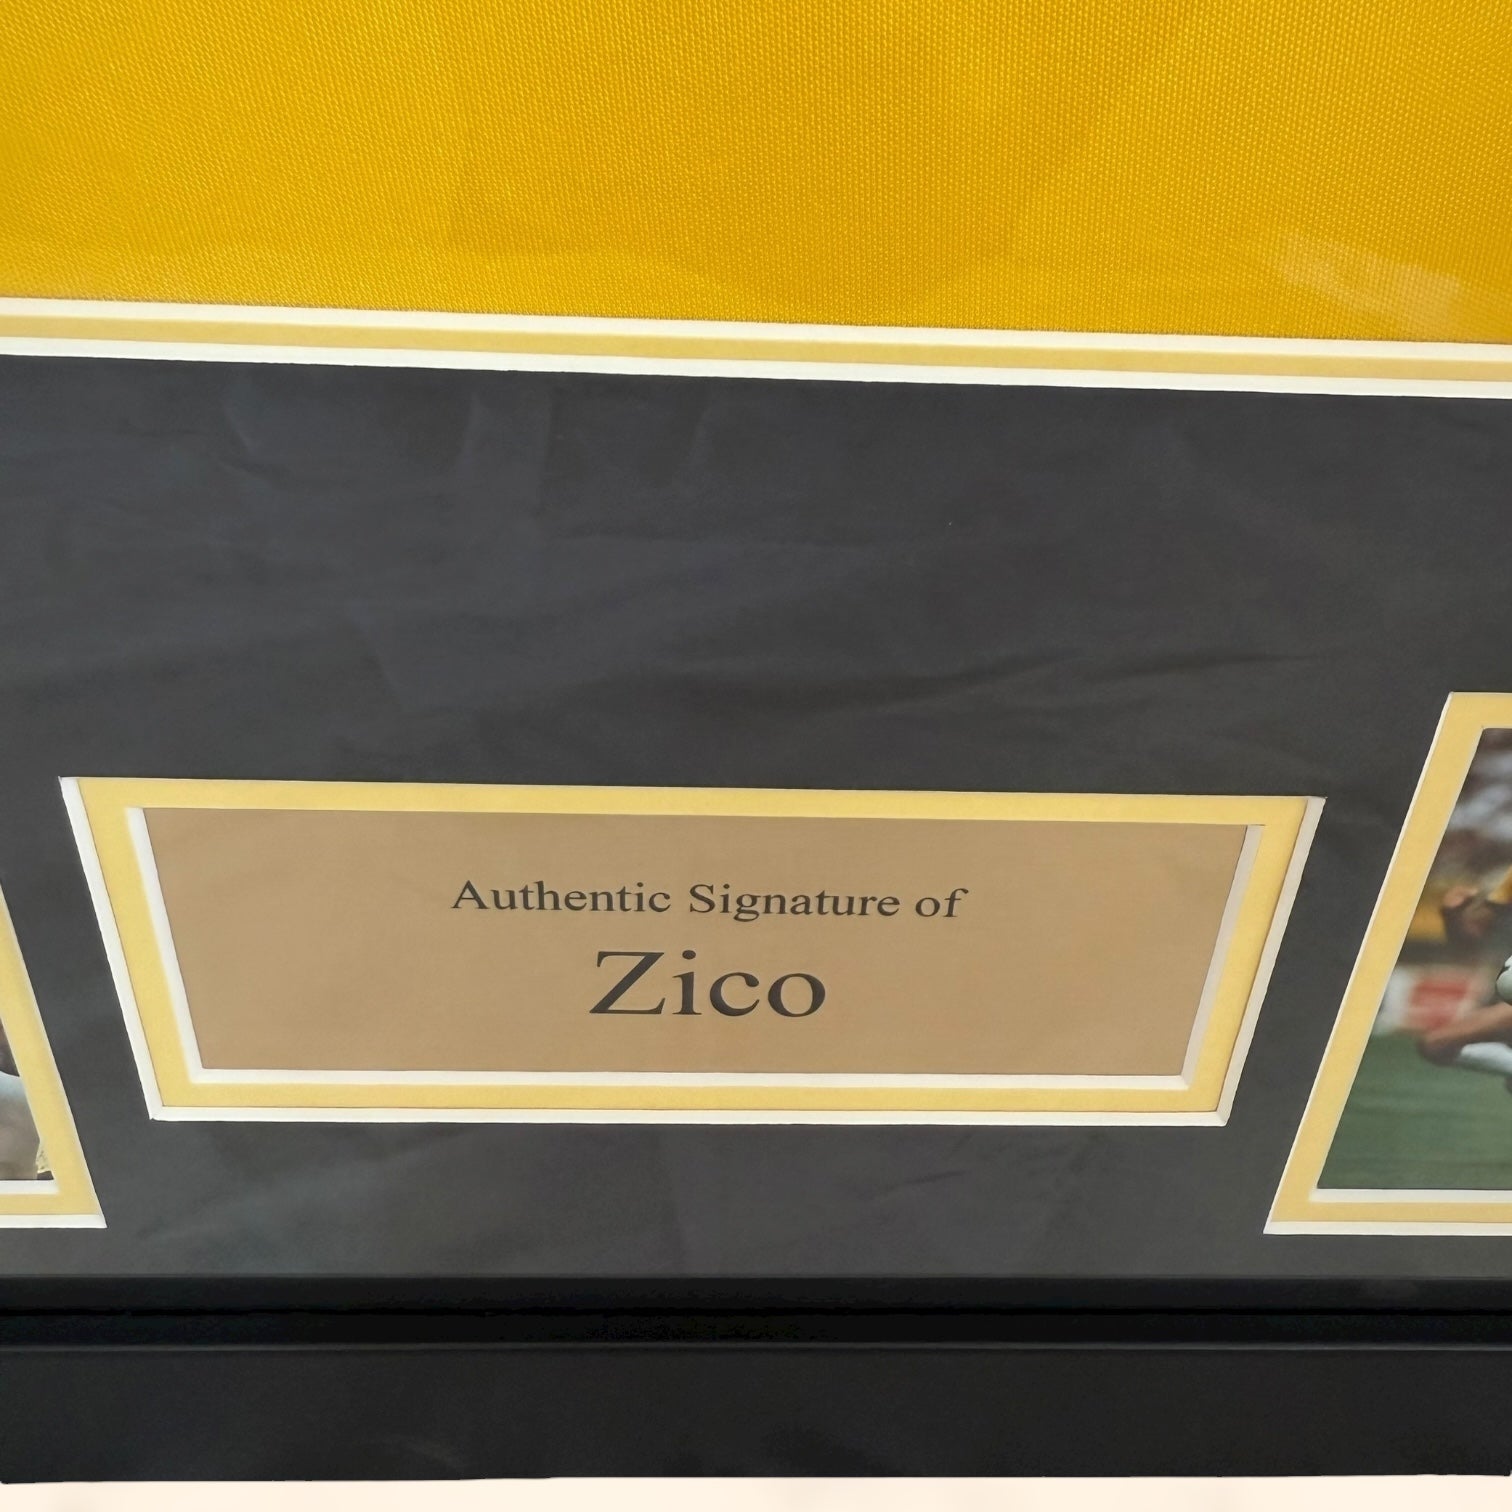 Authentic Signature of
Zico